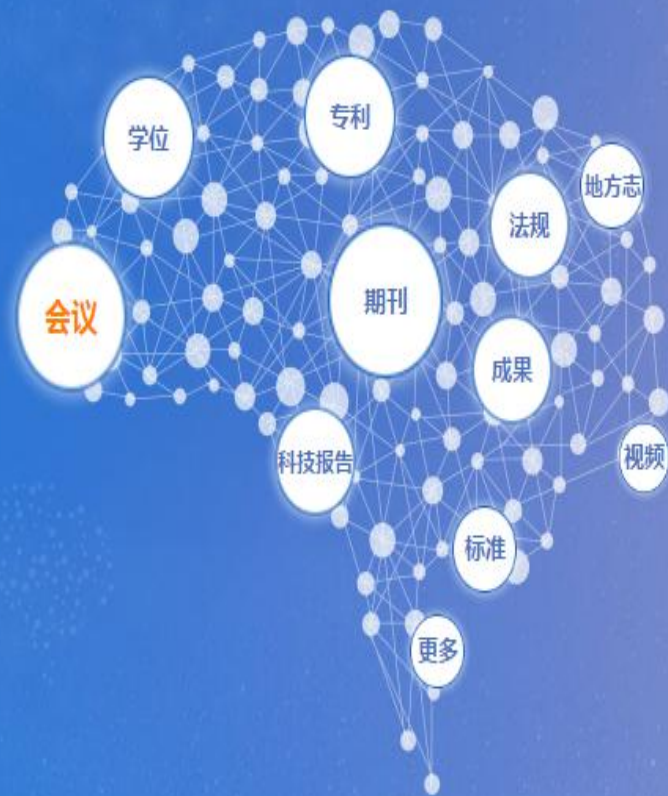 专利
学位
地方志
法规
期刊
会议
成果
视频
科技报告
标准
更多